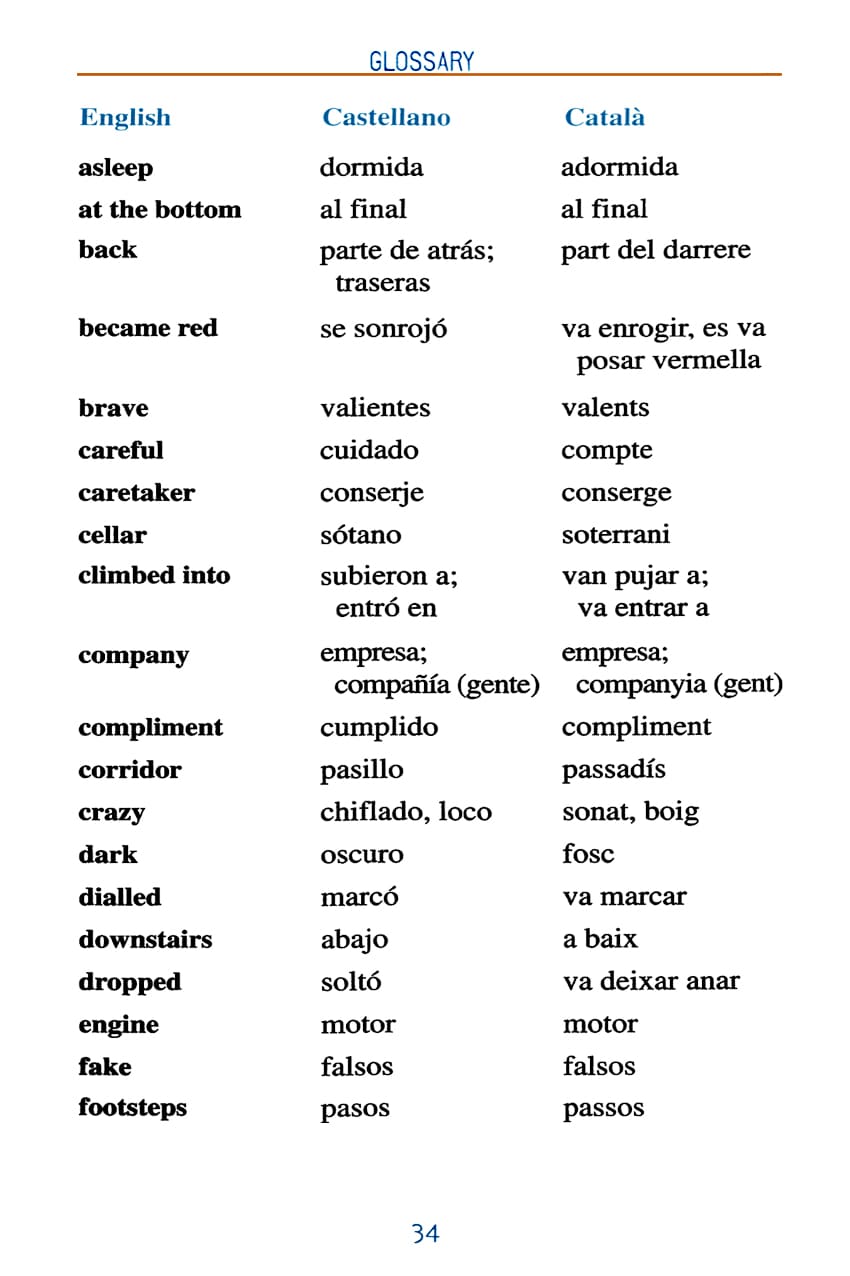 GLOSSARY
English Castellano Català
asleep dormida adormida
at the bottom al final al final
back parte de atrás; part del darrere
traseras
became red se sonrojó va enrogir, es va
posar vermella
brave valientes valents
careful cuidado compte
caretaker conserje conserge
cellar sótano soterrani
climbed into subieron a; van pujar a;
entró en va entrar a
company empresa; empresa;
compañía (gente) companyia (gent)
compliment cumplido compliment
corridor pasillo passadís
crazy chiflado, loco sonat, boig
dark oscuro fosc
dialled marcó va marcar
downstairs abajo a baix
dropped soltó va deixar anar
engine motor motor
fake falsos falsos
footsteps pasos passos
34